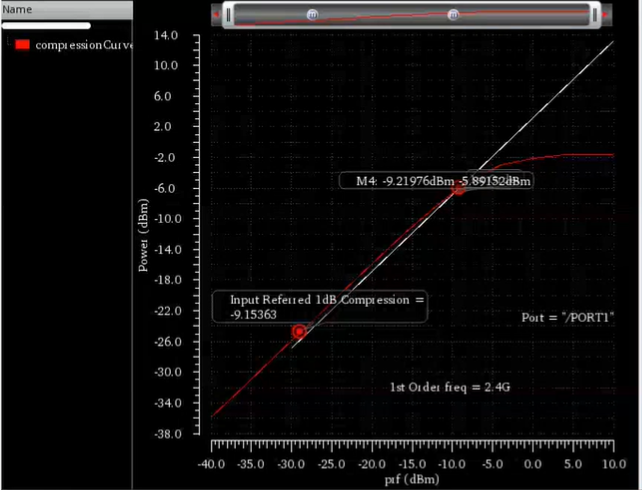 Name
compressionCurve
14.0
10.0
6.0
2.0
-2.0
-6.0
-10.0
-14.0
-18.0
-22.0
-26.0
-30.0
-34.0
-38.0
Power (dBm)
M4: -9.21976dBm -5.89152dBm
Input Referred 1dB Compression =
-9.15363
Port = "/PORT1"
1st Order freq = 2.4G
-40.0 -35.0 -30.0 -25.0 -20.0 -15.0 -10.0 -5.0 0.0 5.0 10.0
prf (dBm)